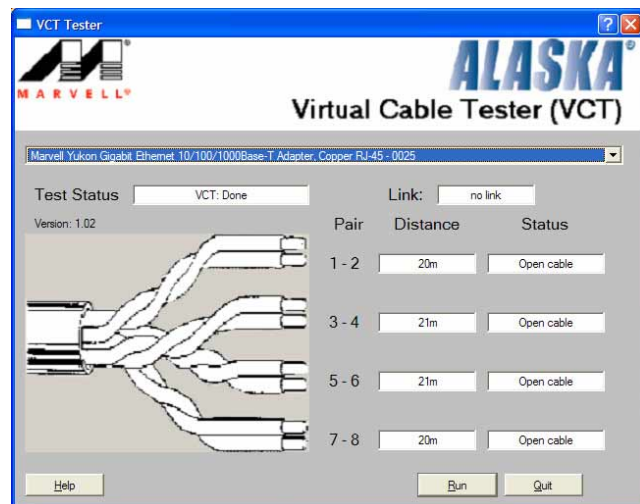 VCT Tester
MARVELL®
ALASKA®
Virtual Cable Tester (VCT)
Marvell Yukon Gigabit Ethernet 10/100/1000Base-T Adapter, Copper RJ-45 - 0025
Test Status VCT: Done Link: no link
Version: 1.02 Pair Distance Status
1 - 2 20m Open cable
3 - 4 21m Open cable
5 - 6 21m Open cable
7 - 8 20m Open cable
Help Run Quit